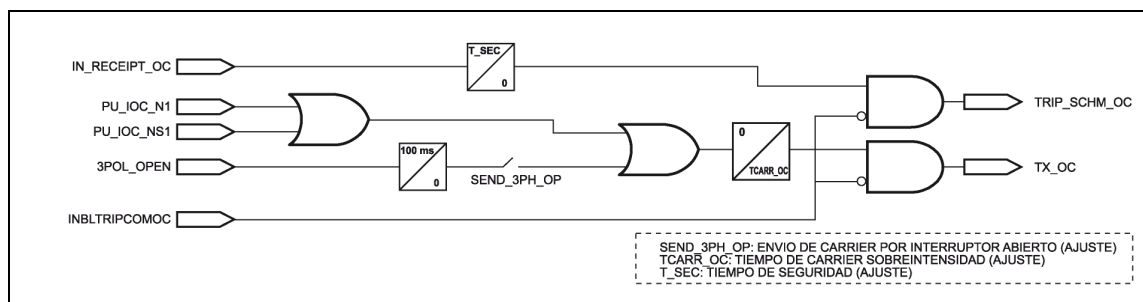 T_SEC
0
IN_RECEIPT_OC
TRIP_SCHM_OC
PU_IOC_N1
PU_IOC_NS1
100 ms
0
0
TCARR_OC
3POL_OPEN
SEND_3PH_OP
TX_OC
INBLTRIPCOMOC
SEND_3PH_OP: ENVIO DE CARRIER POR INTERRUPTOR ABIERTO (AJUSTE)
TCARR_OC: TIEMPO DE CARRIER SOBREINTENSIDAD (AJUSTE)
T_SEC: TIEMPO DE SEGURIDAD (AJUSTE)